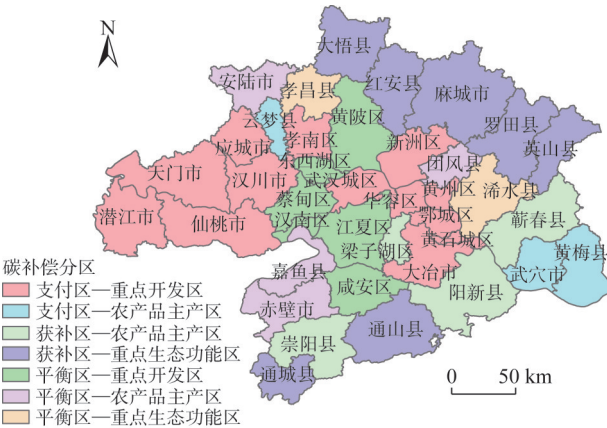 N
大悟县
安陆市
孝昌县
红安县
麻城市
云梦县
黄陂区
罗田县
应城市
孝南区
新洲区
英山县
东西湖区
团风县
天门市
汉川市
武汉城区
黄州区
浠水县
蔡甸区
华容区
潜江市
仙桃市
汉南区
江夏区
鄂城区
蕲春县
梁子湖区
黄石城区
黄梅县
嘉鱼县
大冶市
武穴市
咸安区
阳新县
赤壁市
通山县
崇阳县
通城县
碳补偿分区
支付区—重点开发区
支付区—农产品主产区
获补区—农产品主产区
获补区—重点生态功能区
平衡区—重点开发区
平衡区—农产品主产区
平衡区—重点生态功能区
0 50 km